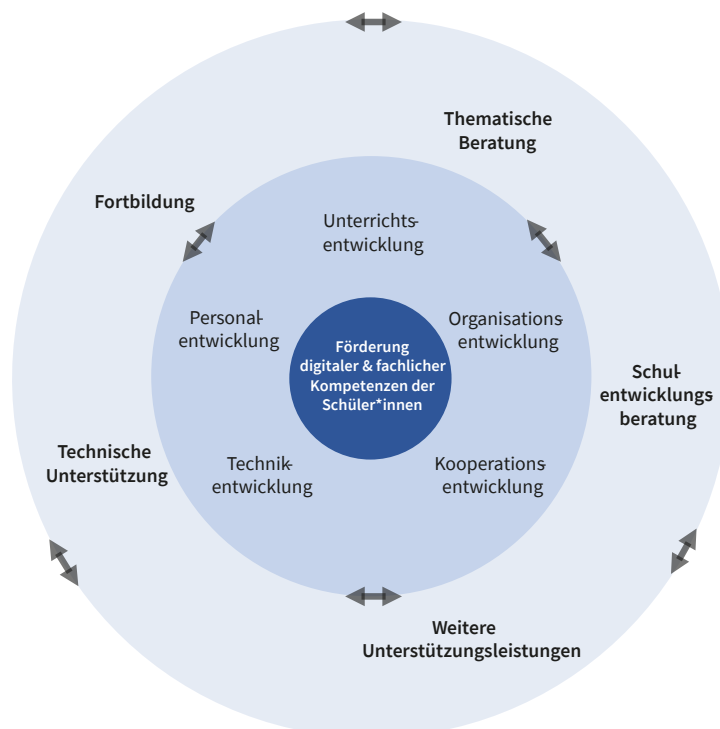 Thematische
Beratung
Fortbildung
Unterrichts-
entwicklung
Personal-
entwicklung
Organisations-
entwicklung
Förderung
digitaler & fachlicher
Kompetenzen der
Schüler*innen
Schul-
entwicklungs-
beratung
Technische
Unterstützung
Technik-
entwicklung
Kooperations-
entwicklung
Weitere
Unterstützungsleistungen